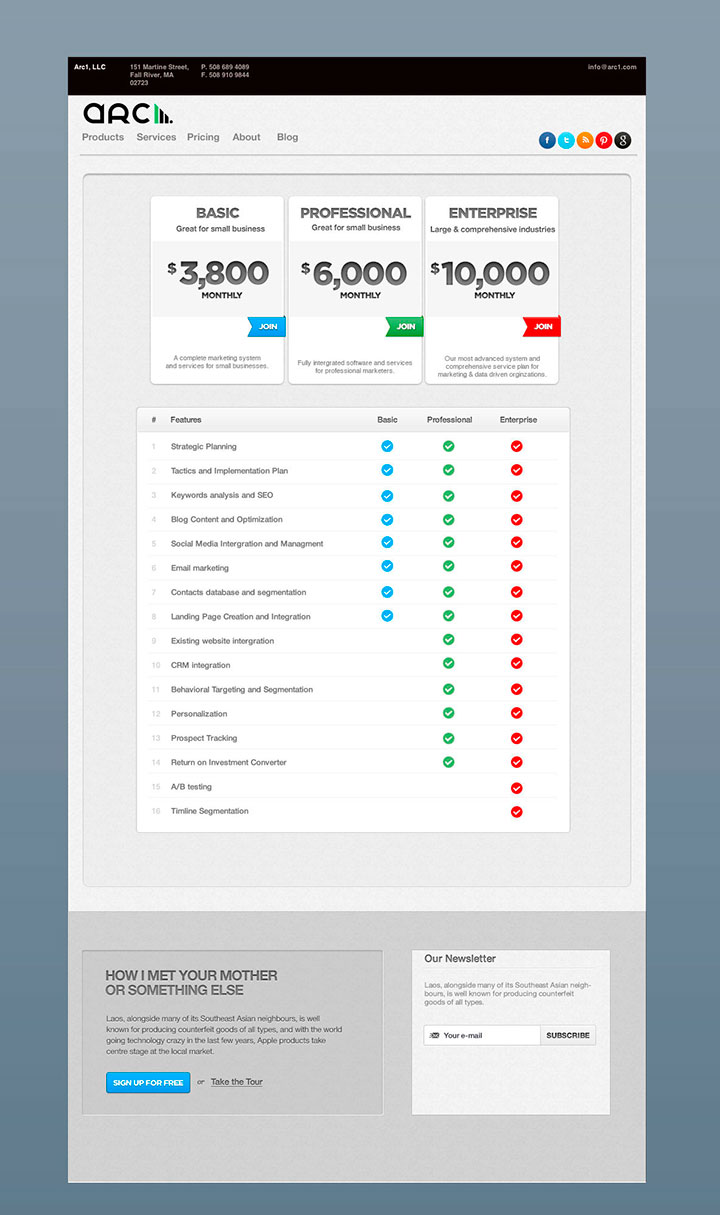 Arc1, LLC
151 Martine Street,
Fall River, MA
02723
P. 508 689 4089
F. 508 910 9844
info@arc1.com
ARC1
Products Services Pricing About Blog
BASIC
Great for small business
$3,800
MONTHLY
JOIN
A complete marketing system
and services for small businesses.
PROFESSIONAL
Great for small business
$6,000
MONTHLY
JOIN
Fully intergrated software and services
for professional marketers.
ENTERPRISE
Large & comprehensive industries
$10,000
MONTHLY
JOIN
Our most advanced system and
comprehensive service plan for
marketing & data driven orginzations.
# Features Basic Professional Enterprise
1 Strategic Planning
2 Tactics and Implementation Plan
3 Keywords analysis and SEO
4 Blog Content and Optimization
5 Social Media Intergration and Managment
6 Email marketing
7 Contacts database and segmentation
8 Landing Page Creation and Integration
9 Existing website intergration
10 CRM integration
11 Behavioral Targeting and Segmentation
12 Personalization
13 Prospect Tracking
14 Return on Investment Converter
15 A/B testing
16 Timline Segmentation
HOW I MET YOUR MOTHER
OR SOMETHING ELSE
Laos, alongside many of its Southeast Asian neighbours, is well
known for producing counterfeit goods of all types, and with the world
going technology crazy in the last few years, Apple products take
centre stage at the local market.
SIGN UP FOR FREE or Take the Tour
Our Newsletter
Laos, alongside many of its Southeast Asian neigh-
bours, is well known for producing counterfeit
goods of all types.
Your e-mail SUBSCRIBE